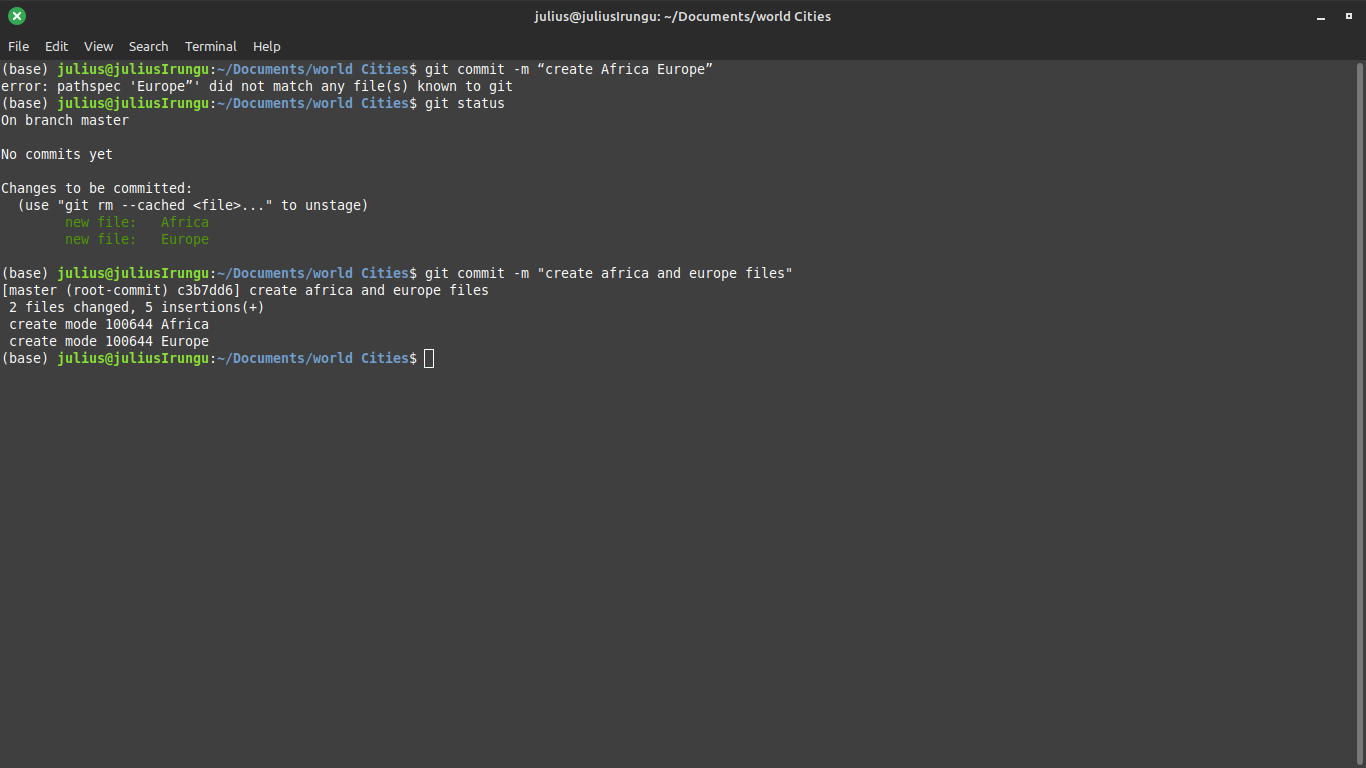 julius@juliusIrungu: ~/Documents/world Cities
File Edit View Search Terminal Help
(base) julius@juliusIrungu:~/Documents/world Cities$ git commit -m “create Africa Europe”
error: pathspec 'Europe”' did not match any file(s) known to git
(base) julius@juliusIrungu:~/Documents/world Cities$ git status
On branch master
No commits yet
Changes to be committed:
  (use "git rm --cached <file>..." to unstage)
        new file:   Africa
        new file:   Europe
(base) julius@juliusIrungu:~/Documents/world Cities$ git commit -m "create africa and europe files"
[master (root-commit) c3b7dd6] create africa and europe files
 2 files changed, 5 insertions(+)
 create mode 100644 Africa
 create mode 100644 Europe
(base) julius@juliusIrungu:~/Documents/world Cities$